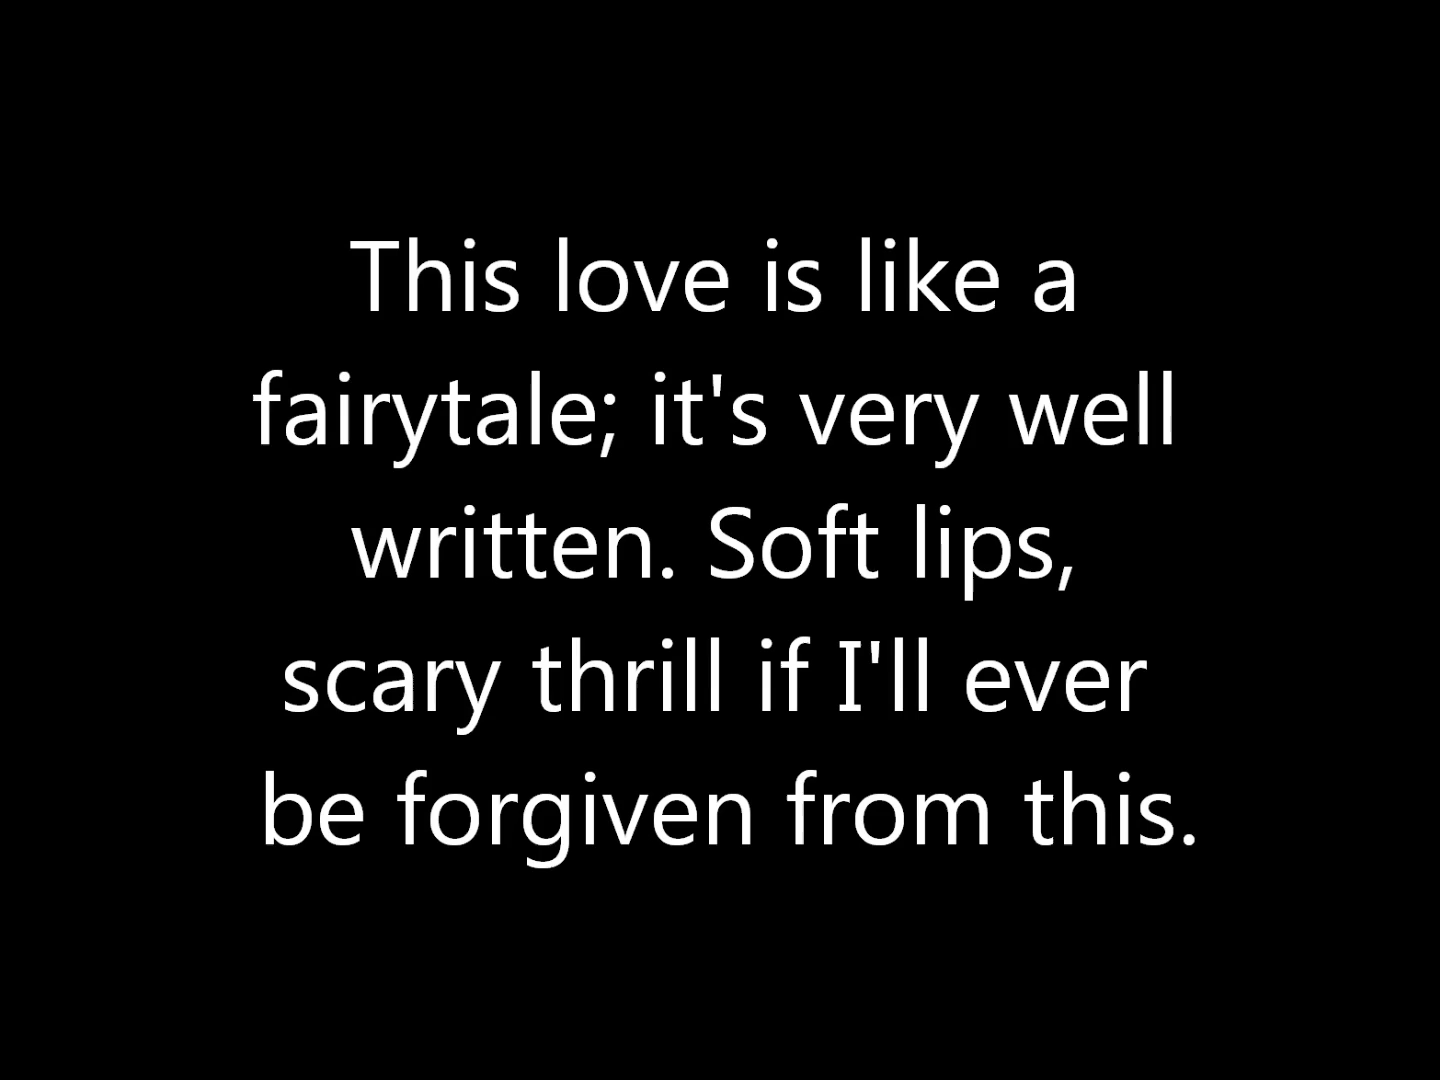 This love is like a
fairytale; it's very well
written. Soft lips,
scary thrill if I'll ever
be forgiven from this.